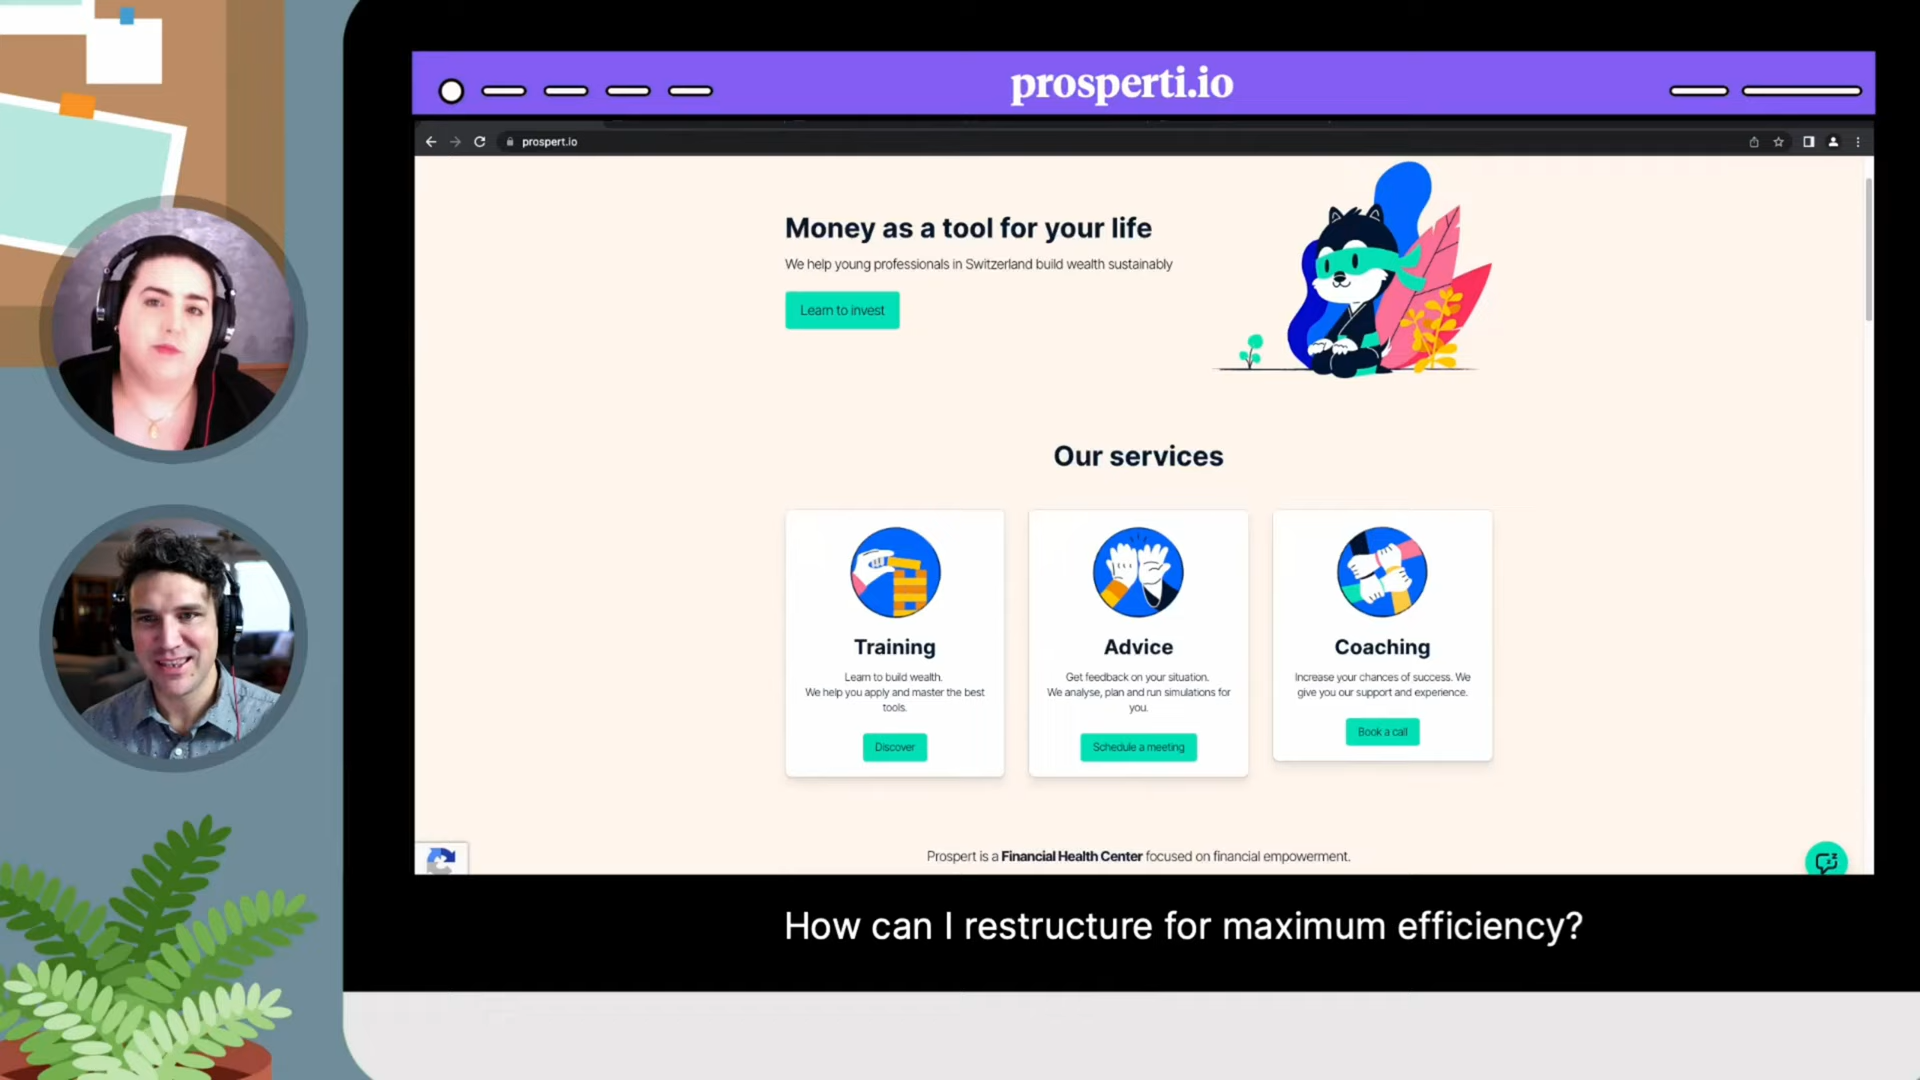 prosperti.io
prospert.io
Money as a tool for your life
We help young professionals in Switzerland build wealth sustainably
Learn to invest
Our services
Training
Learn to build wealth.
We help you apply and master the best
tools.
Discover
Advice
Get feedback on your situation.
We analyse, plan and run simulations for
you.
Schedule a meeting
Coaching
Increase your chances of success. We
give you our support and experience.
Book a call
Prospert is a Financial Health Center focused on financial empowerment.
How can I restructure for maximum efficiency?